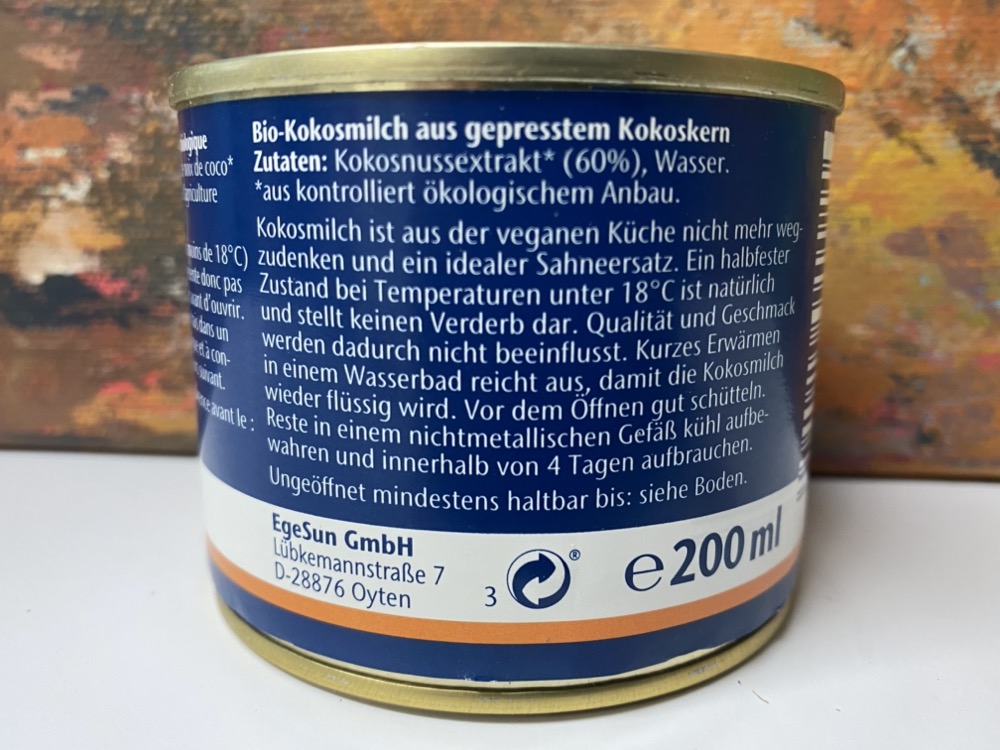 de coco*
Bio-Kokosmilch aus gepresstem Kokoskern
Zutaten: Kokosnussextrakt* (60%), Wasser.
*aus kontrolliert ökologischem Anbau.
Kokosmilch ist aus der veganen Küche nicht mehr weg-
zudenken und ein idealer Sahneersatz. Ein halbfester
Zustand bei Temperaturen unter 18°C ist natürlich
und stellt keinen Verderb dar. Qualität und Geschmack
werden dadurch nicht beeinflusst. Kurzes Erwärmen
in einem Wasserbad reicht aus, damit die Kokosmilch
wieder flüssig wird. Vor dem Öffnen gut schütteln.
Reste in einem nichtmetallischen Gefäß kühl aufbe-
wahren und innerhalb von 4 Tagen aufbrauchen.
Ungeöffnet mindestens haltbar bis: siehe Boden.
de 18°C)
donc pas
d'ouvrir.
dans un
et à con-
suivant.
avant le :
EgeSun GmbH
Lübkemannstraße 7
D-28876 Oyten
3 ®
e 200 ml